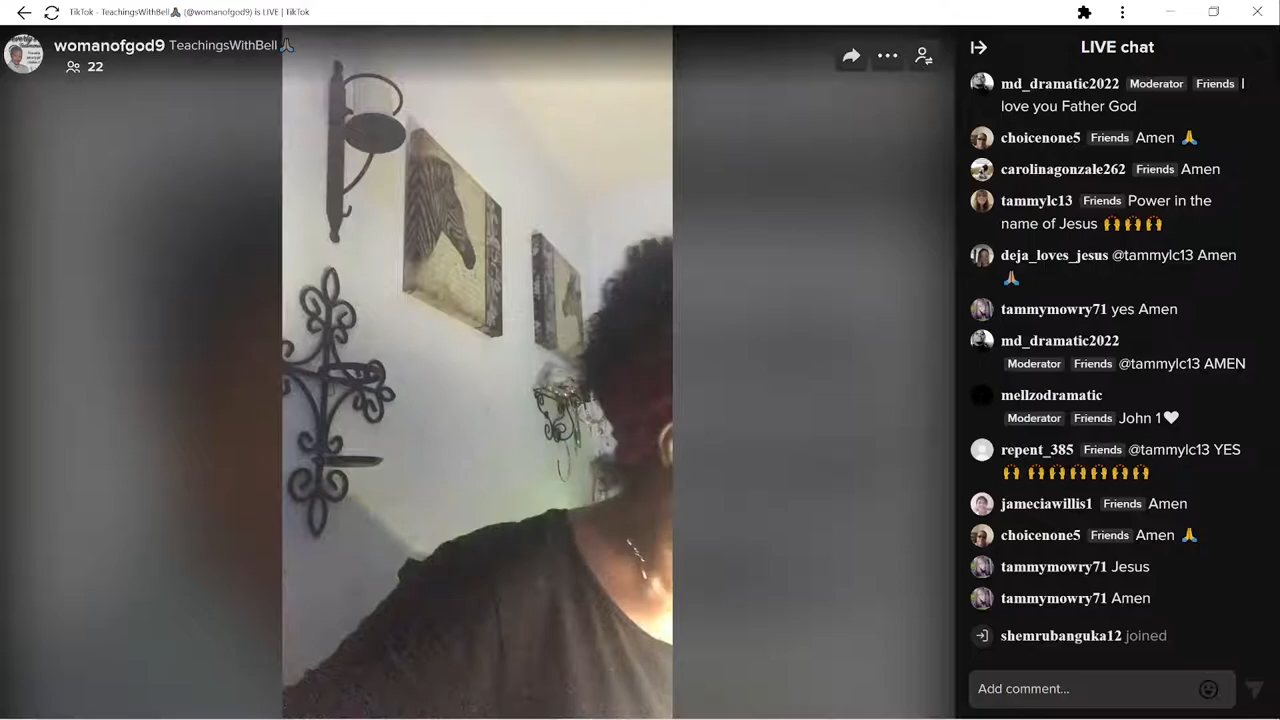 TikTok - TeachingsWithBell🙏 (@womanofgod9) is LIVE | TikTok
womanofgod9 TeachingsWithBell🙏
22
LIVE chat
md_dramatic2022 Moderator Friends I
love you Father God
choicenone5 Friends Amen 🙏
carolinagonzale262 Friends Amen
tammylc13 Friends Power in the
name of Jesus 🙌 🙌 🙌
deja_loves_jesus @tammylc13 Amen
🙏🏽
tammymowry71 yes Amen
md_dramatic2022
Moderator Friends @tammylc13 AMEN
mellzodramatic
Moderator Friends John 1🤍
repent_385 Friends @tammylc13 YES
🙌 🙌 🙌 🙌 🙌 🙌 🙌
jameciawillis1 Friends Amen
choicenone5 Friends Amen 🙏
tammymowry71 Jesus
tammymowry71 Amen
shemrubanguka12 joined
Add comment...